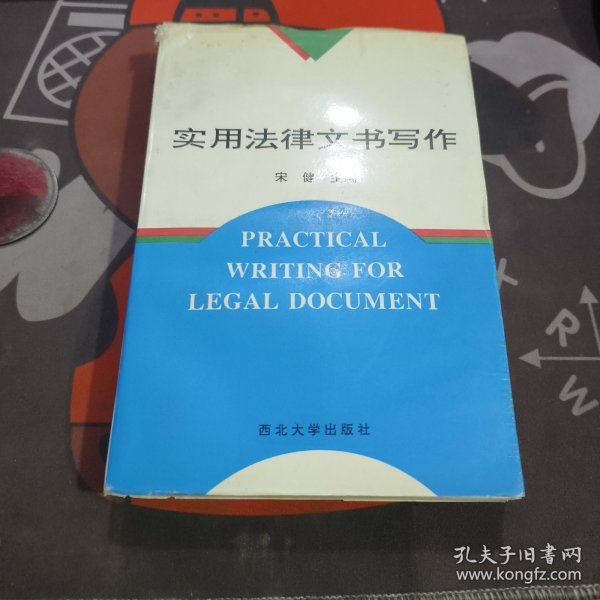 实用法律文书写作
宋健
PRACTICAL
WRITING FOR
LEGAL DOCUMENT
西北大学出版社
K
R
W
孔夫子旧书网
www.kongfz.com